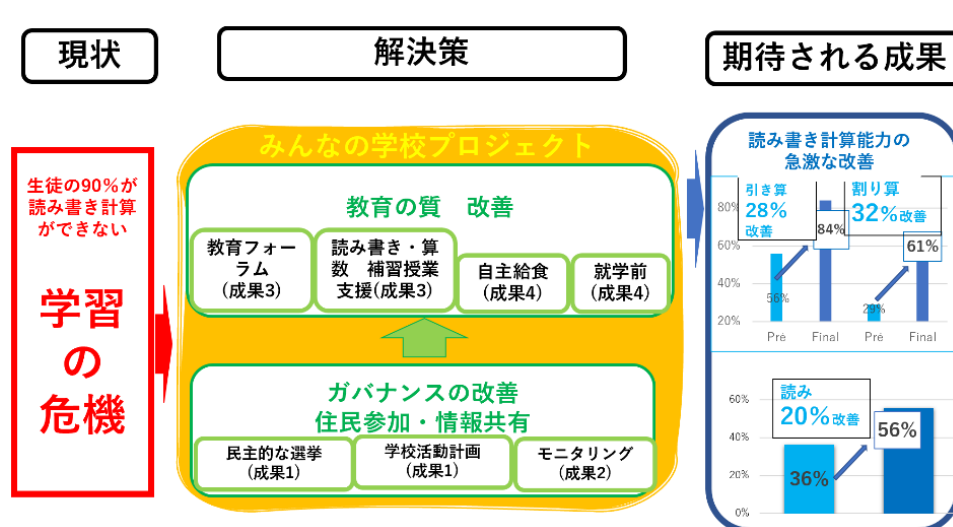 現状
解決策
期待される成果
生徒の90%が
読み書き計算
ができない
学習
の
危機
みんなの学校プロジェクト
教育の質　改善
教育フォー
ラム
(成果3)
読み書き・算
数　補習授業
支援(成果3)
自主給食
(成果4)
就学前
(成果4)
ガバナンスの改善
住民参加・情報共有
民主的な選挙
(成果1)
学校活動計画
(成果1)
モニタリング
(成果2)
読み書き計算能力の
急激な改善
引き算
28%
改善
割り算
32%改善
80%
60%
40%
20%
56%
84%
29%
61%
Pré
Final
Pré
Final
読み
20%改善
60%
40%
20%
0%
36%
56%